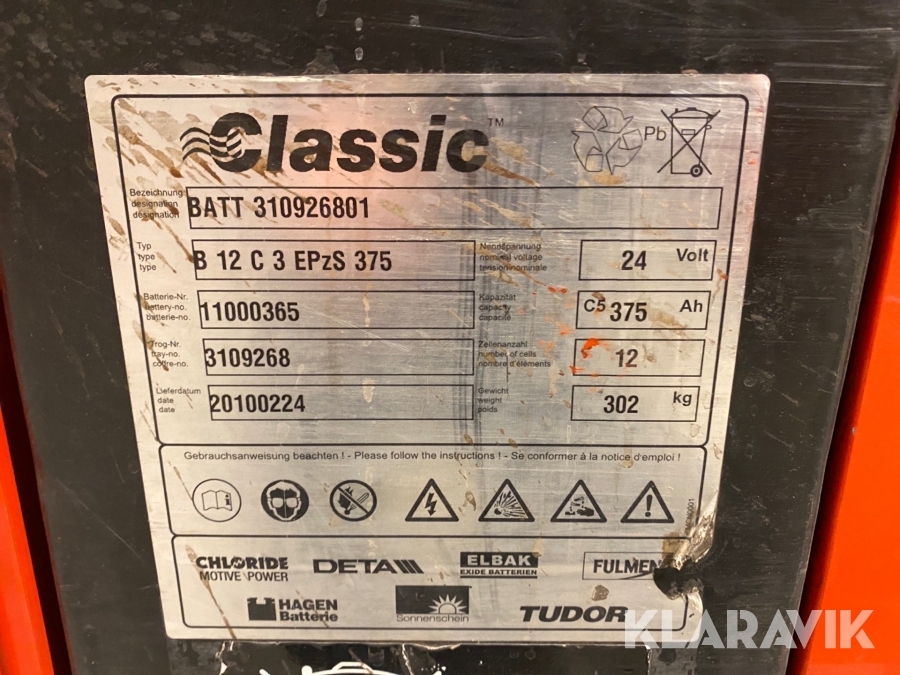 Classic™
Pb
Bezeichnung
designation
désignation
BATT 310926801
Typ
type
type
B 12 C 3 EPzS 375
Nennspannung
nominal voltage
tension nominale
24 Volt
Batterie-Nr.
battery-no.
batterie-no.
11000365
Kapazität
capacity
capacité
C5 375 Ah
Trog-Nr.
tray-no.
coffre-no.
3109268
Zellenanzahl
number of cells
nombre d'éléments
12
Lieferdatum
date
date
20100224
Gewicht
weight
poids
302 kg
Gebrauchsanweisung beachten ! - Please follow the instructions ! - Se conformer à la notice d'emploi !
CHLORIDE
MOTIVE POWER
DETA
ELBAK
EXIDE BATTERIEN
FULMEN
HAGEN
Batterie
Sonnenschein
TUDOR
KLARAVIK